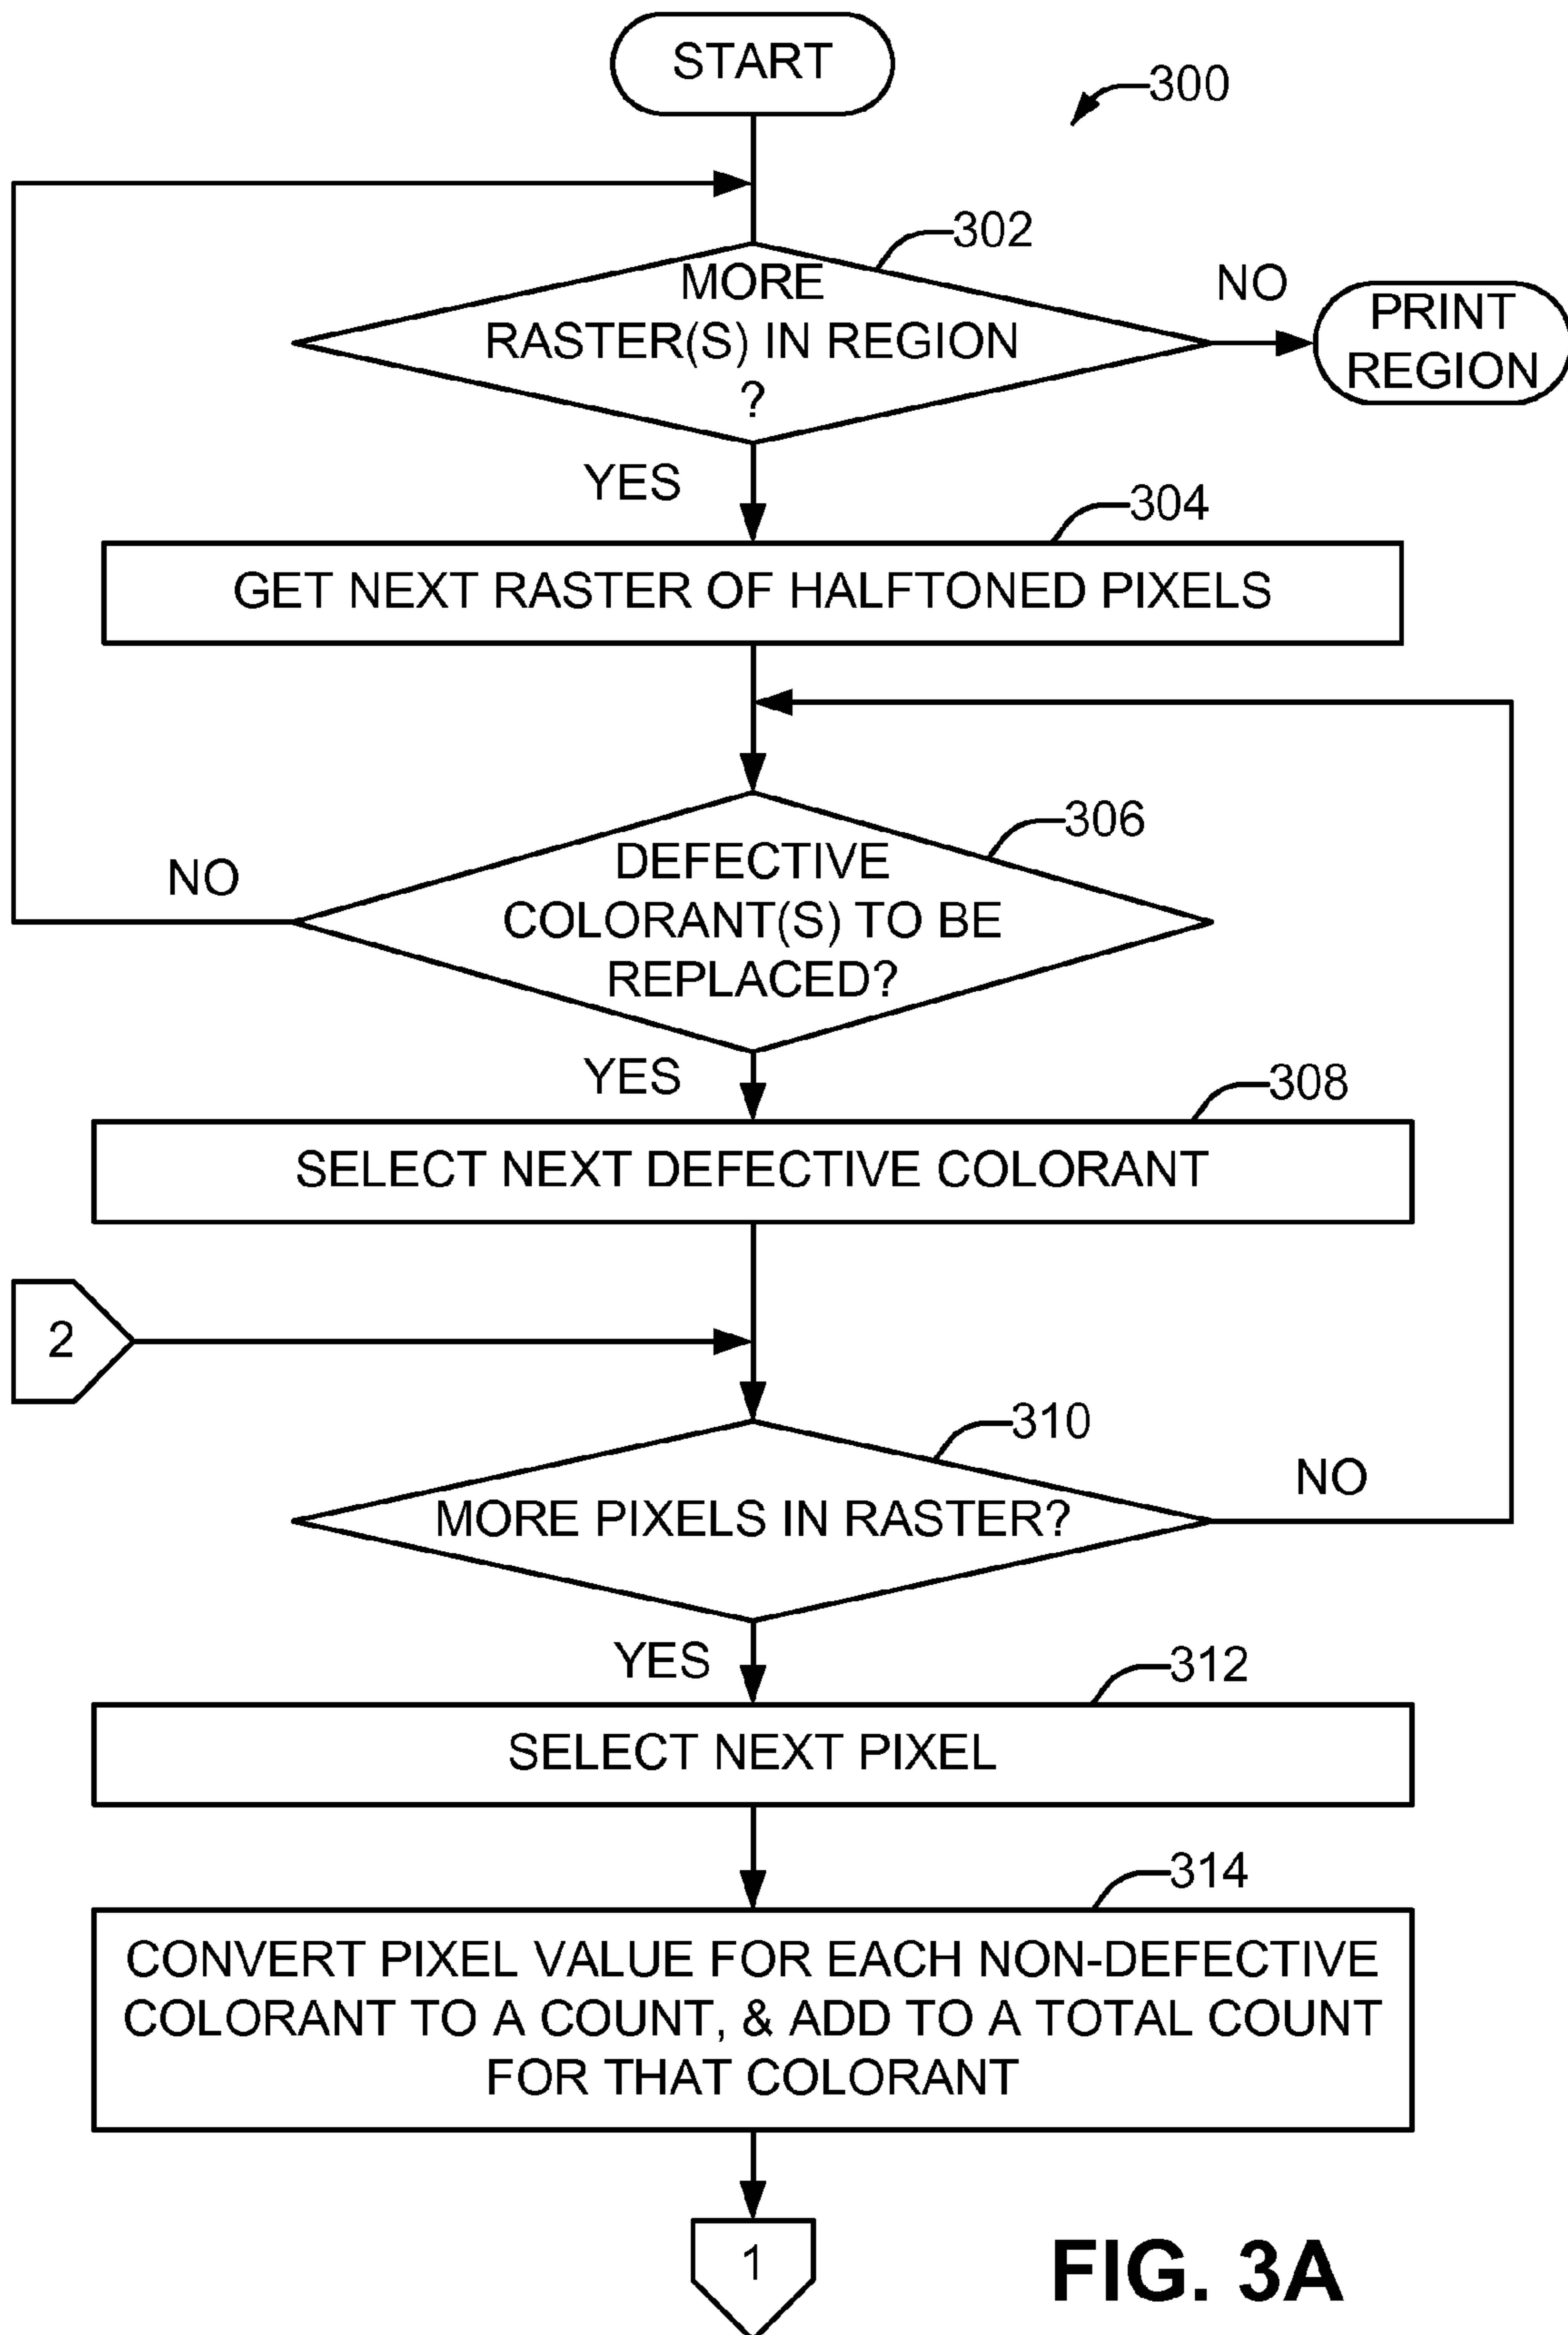 START
300
302
MORE
RASTER(S) IN REGION
?
NO
PRINT
REGION
YES
304
GET NEXT RASTER OF HALFTONED PIXELS
306
DEFECTIVE
COLORANT(S) TO BE
REPLACED?
NO
YES
308
SELECT NEXT DEFECTIVE COLORANT
2
310
MORE PIXELS IN RASTER?
NO
YES
312
SELECT NEXT PIXEL
314
CONVERT PIXEL VALUE FOR EACH NON-DEFECTIVE
COLORANT TO A COUNT, & ADD TO A TOTAL COUNT
FOR THAT COLORANT
1
FIG. 3A